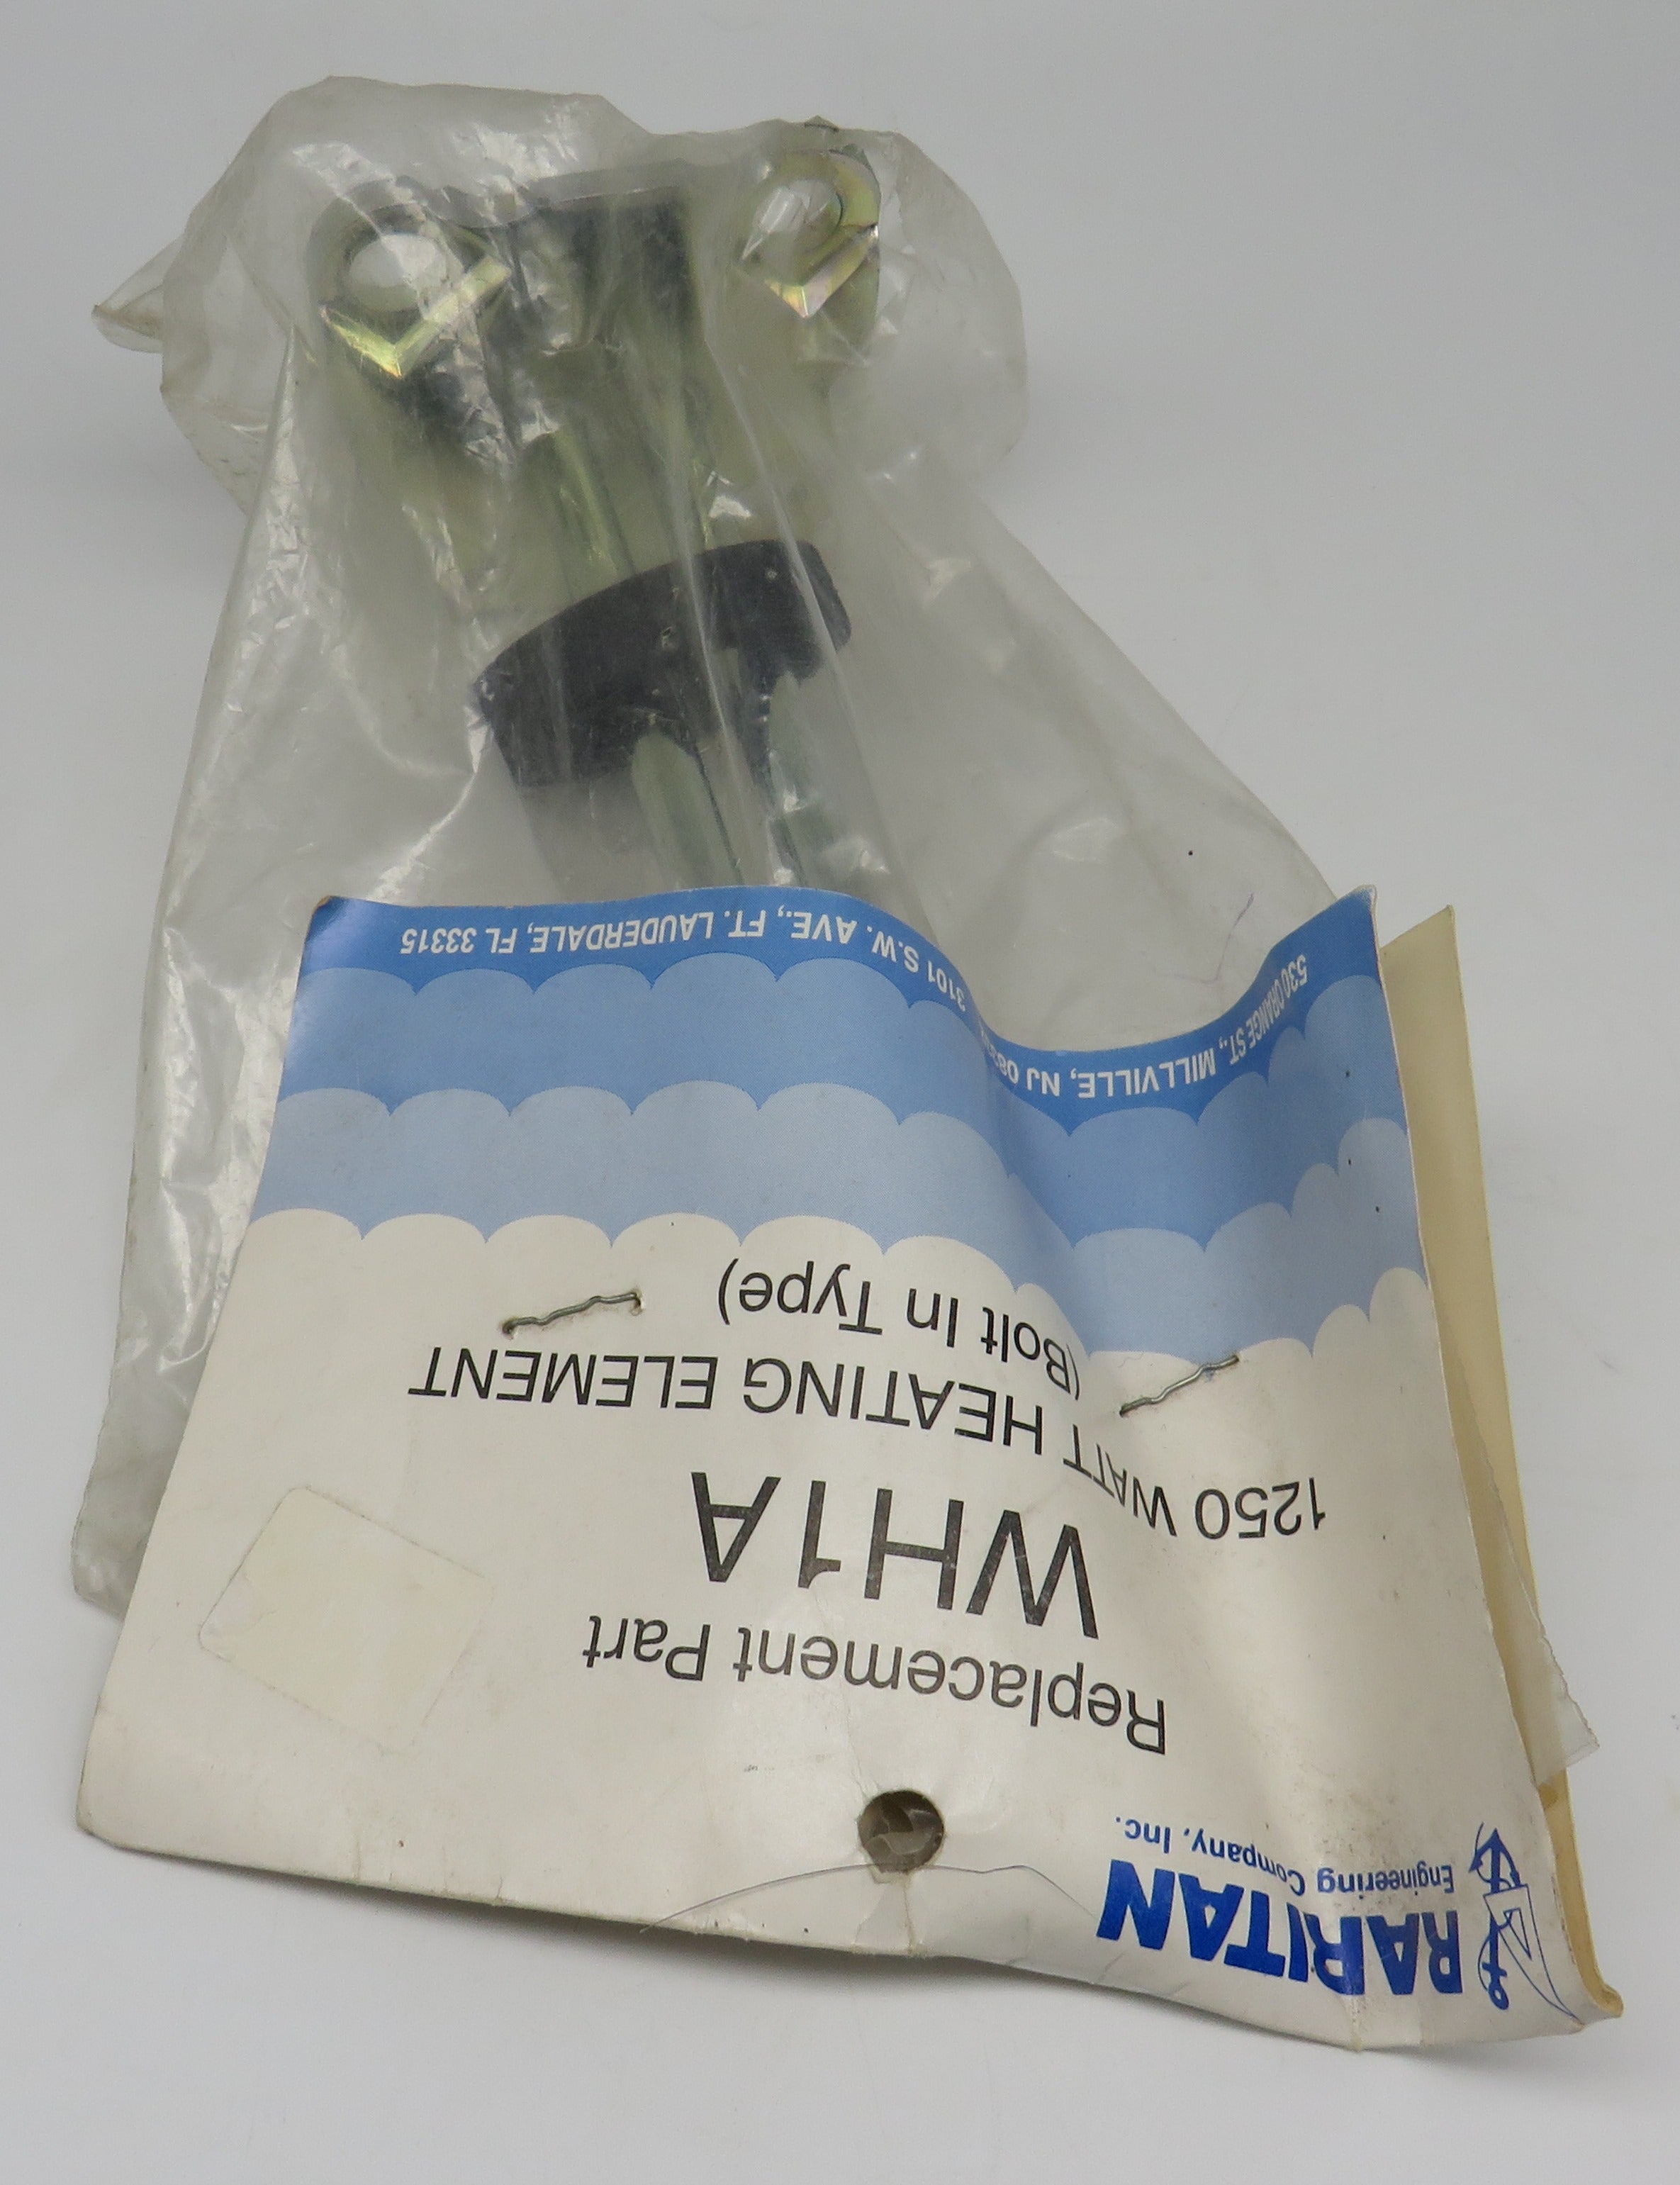 RARITAN
Engineering Company, Inc.
Replacement Part
WH1A
1250 WATT HEATING ELEMENT
(Bolt In Type)
530 ORANGE ST., MILLVILLE, NJ 3101 S.W. AVE., FT. LAUDERDALE, FL 33315